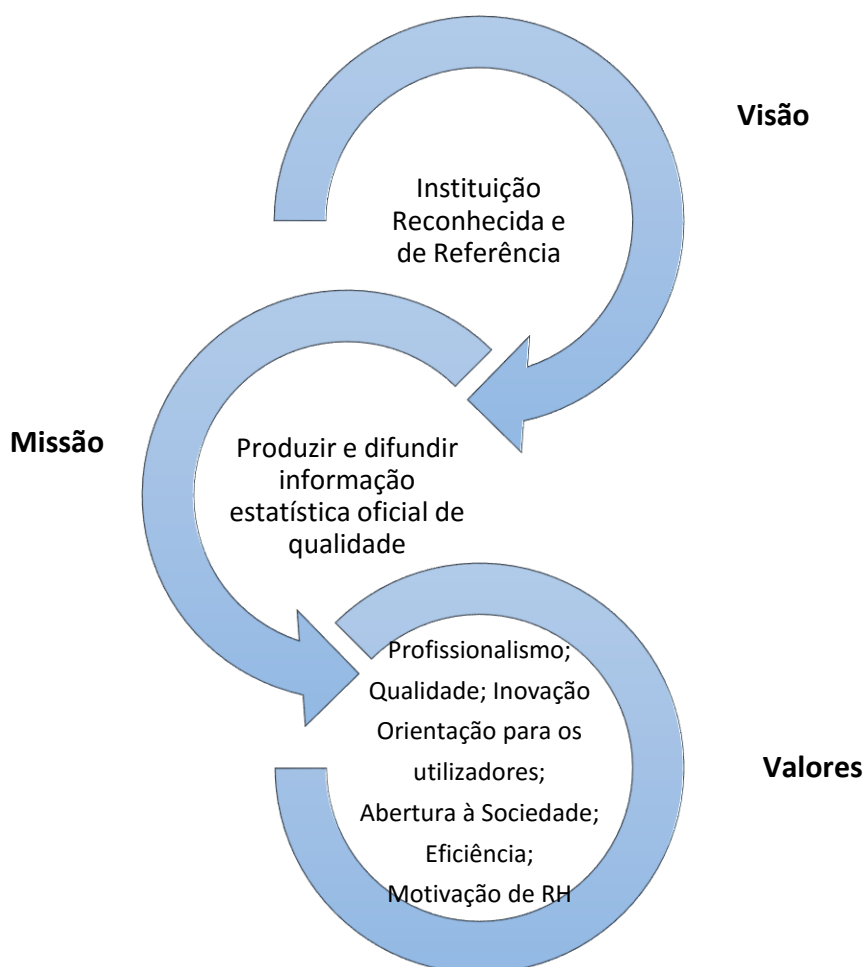 Visão
Instituição
Reconhecida e
de Referência
Missão
Produzir e difundir
informação
estatística oficial de
qualidade
Profissionalismo;
Qualidade; Inovação
Orientação para os
utilizadores;
Abertura à Sociedade;
Eficiência;
Motivação de RH
Valores